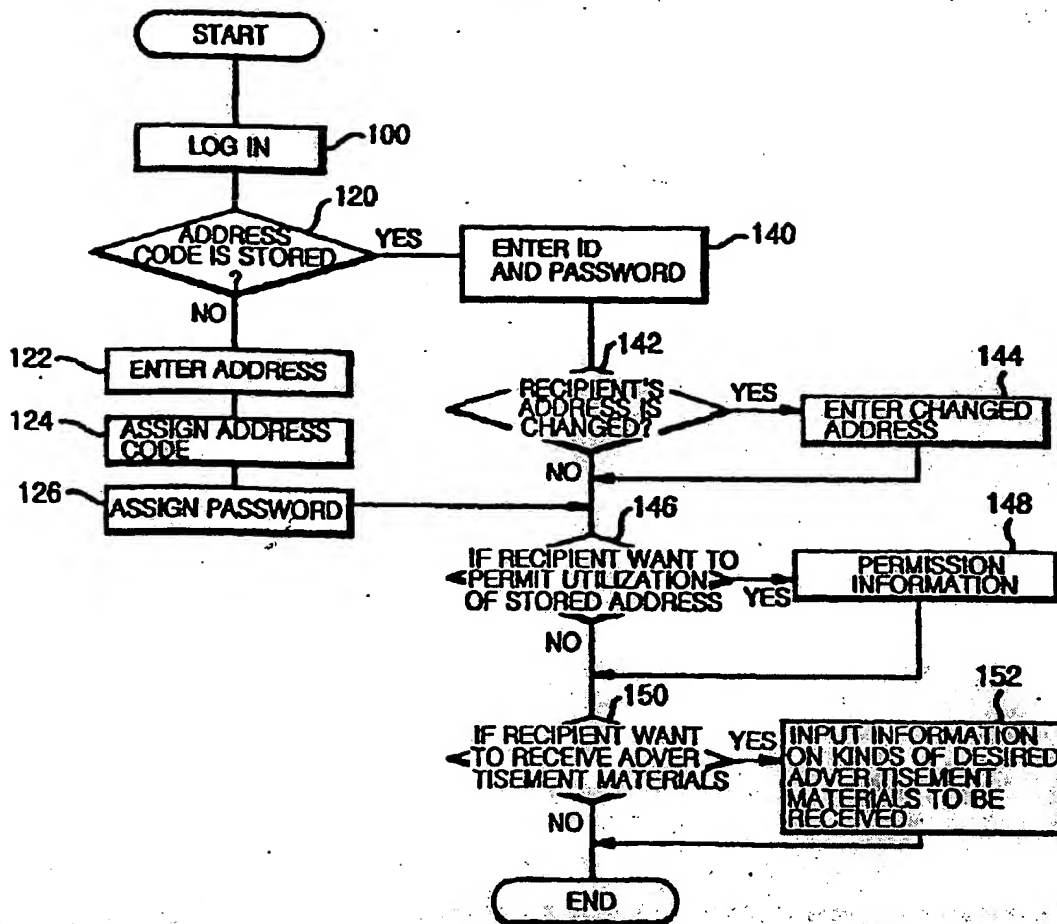 START
LOG IN
100
120
ADDRESS
CODE IS STORED
?
YES
NO
ENTER ID
AND PASSWORD
140
122
ENTER ADDRESS
124
ASSIGN ADDRESS
CODE
126
ASSIGN PASSWORD
142
RECIPIENT'S
ADDRESS IS
CHANGED?
YES
NO
144
ENTER CHANGED
ADDRESS
146
IF RECIPIENT WANT TO
PERMIT UTILIZATION
OF STORED ADDRESS
YES
NO
148
PERMISSION
INFORMATION
150
IF RECIPIENT WANT
TO RECEIVE ADVER
TISEMENT MATERIALS
YES
NO
152
INPUT INFORMATION
ON KINDS OF DESIRED
ADVER TISEMENT
MATERIALS TO BE
RECEIVED
END